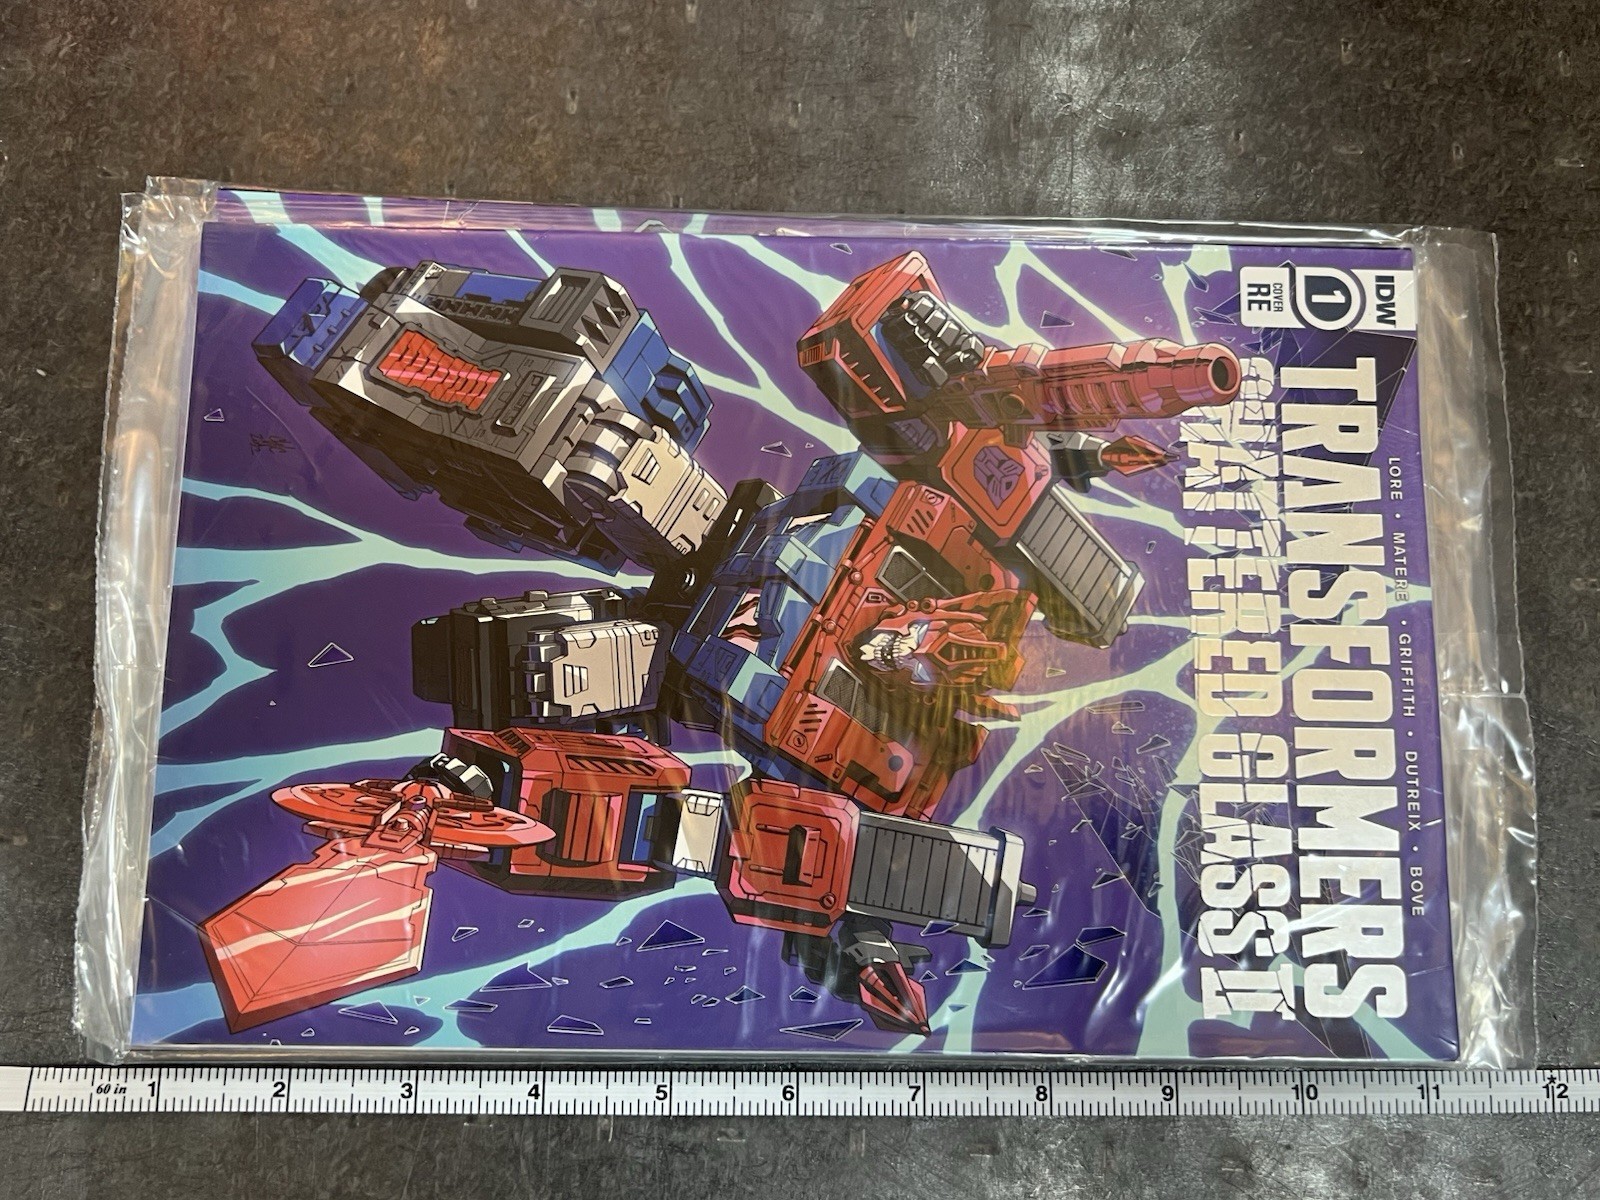 IDW
1
COVER
RE
LORE • MATERE • GRIFFITH • DUTREIX • BOVE
TRANSFORMERS
SHATTERED GLASS II
60 in 1 2 3 4 5 6 7 8 9 10 11 12